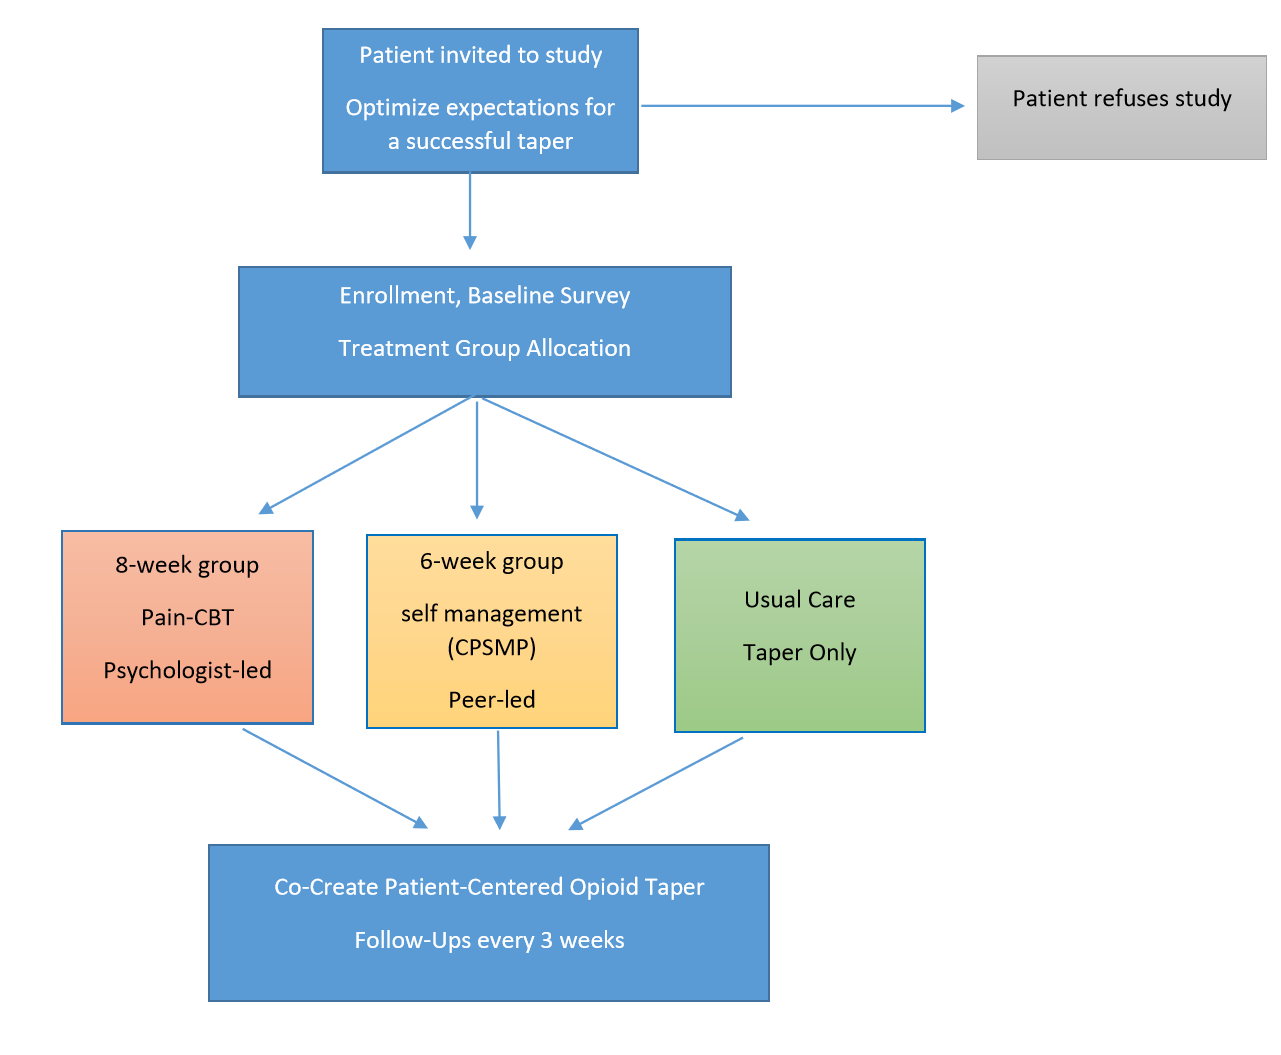 Patient invited to study
Optimize expectations for
a successful taper
Patient refuses study
Enrollment, Baseline Survey
Treatment Group Allocation
8-week group
Pain-CBT
Psychologist-led
6-week group
self management
(CPSMP)
Peer-led
Usual Care
Taper Only
Co-Create Patient-Centered Opioid Taper
Follow-Ups every 3 weeks